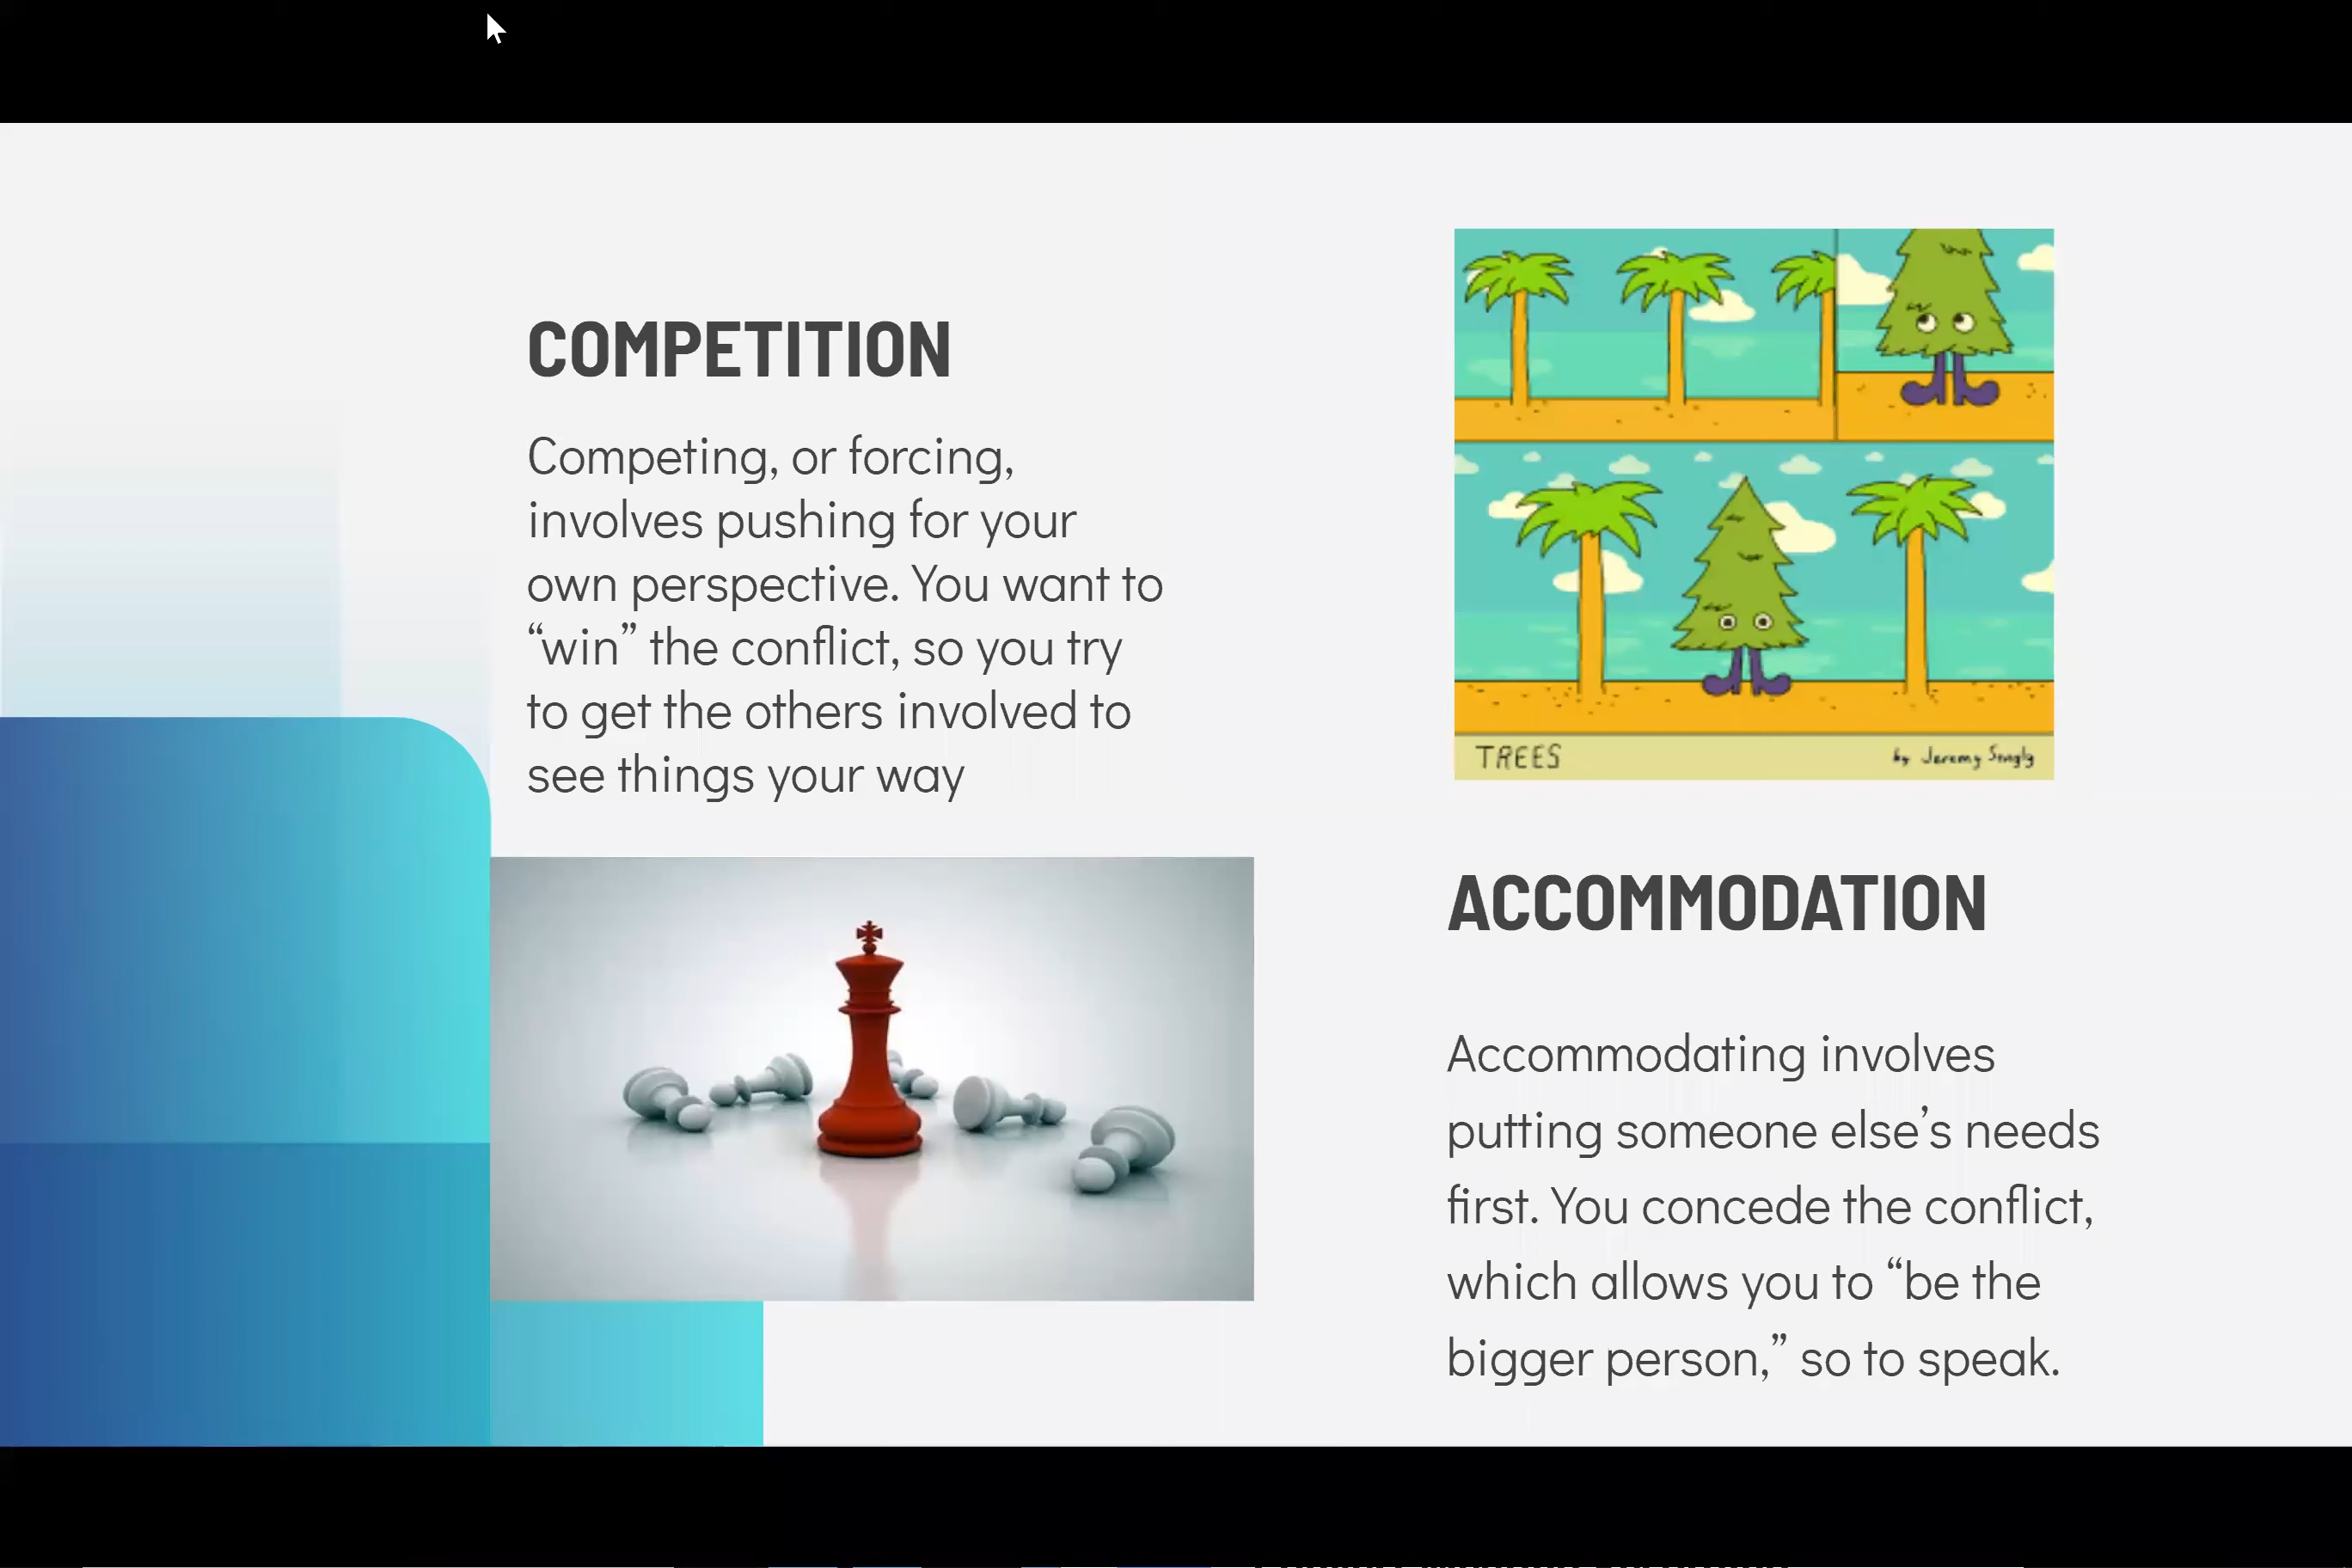 COMPETITION
Competing, or forcing,
involves pushing for your
own perspective. You want to
“win” the conflict, so you try
to get the others involved to
see things your way
TREES
by Jeremy
ACCOMMODATION
Accommodating involves
putting someone else’s needs
first. You concede the conflict,
which allows you to “be the
bigger person,” so to speak.